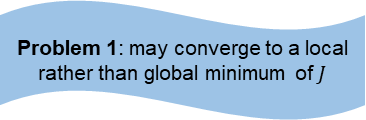 Problem 1: may converge to a local
rather than global minimum of J